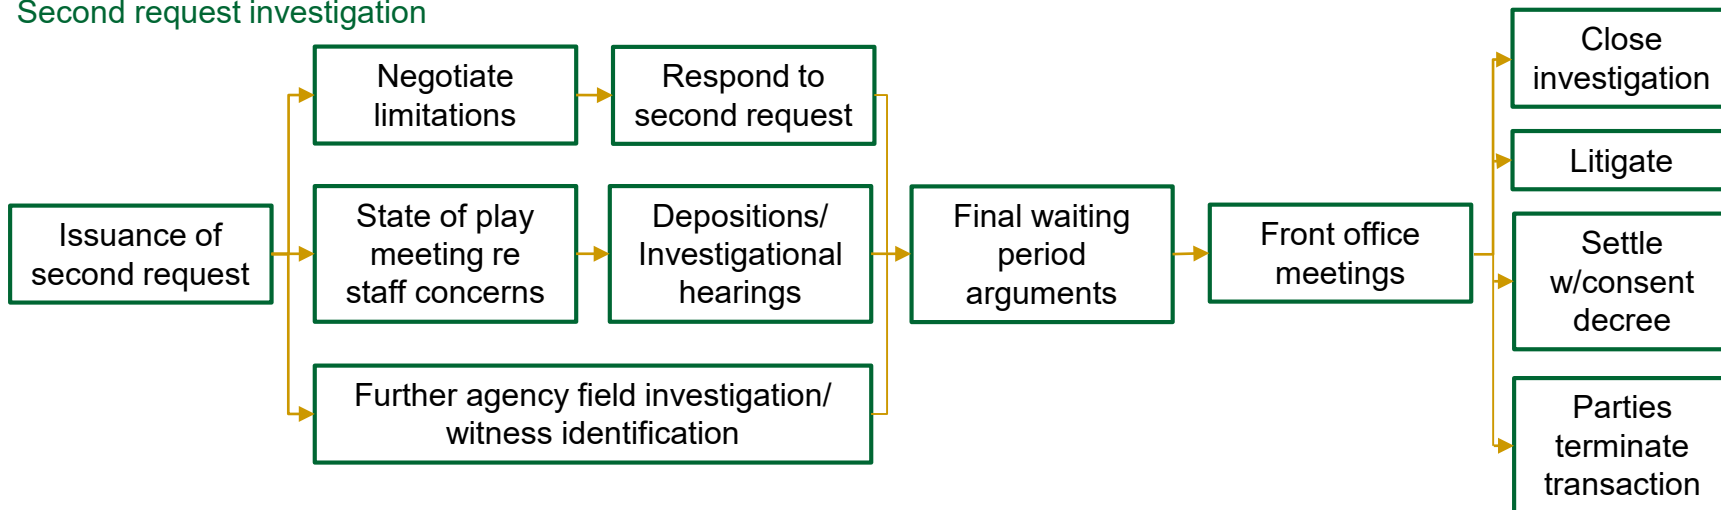 Second request investigation
Issuance of
second request
Negotiate
limitations
Respond to
second request
State of play
meeting re
staff concerns
Depositions/
Investigational
hearings
Further agency field investigation/
witness identification
Final waiting
period
arguments
Front office
meetings
Close
investigation
Litigate
Settle
w/consent
decree
Parties
terminate
transaction